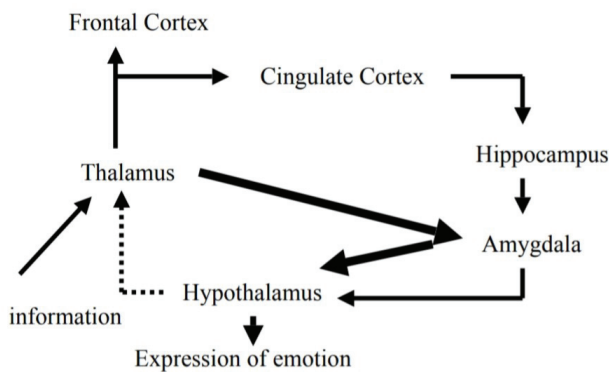 Frontal Cortex
Cingulate Cortex
Hippocampus
Thalamus
Amygdala
Hypothalamus
information
Expression of emotion